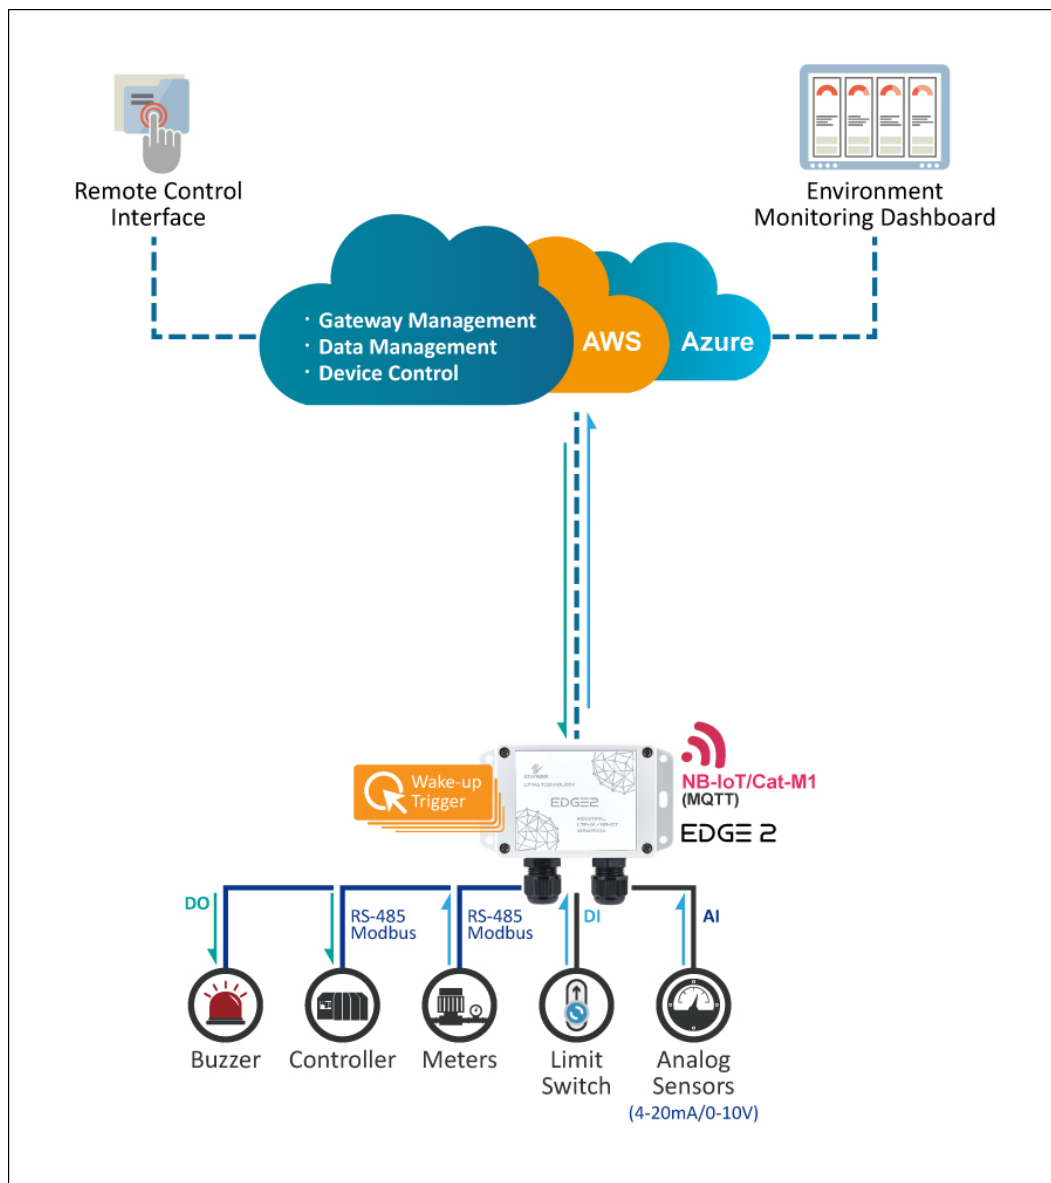 Remote Control
Interface
Environment
Monitoring Dashboard
· Gateway Management
· Data Management
· Device Control
AWS
Azure
Wake-up
Trigger
EDGE2
INDUSTRIAL
NB-IoT/Cat-M1
(MQTT)
EDGE 2
DO
RS-485
Modbus
RS-485
Modbus
DI
AI
Buzzer
Controller
Meters
Limit
Switch
Analog
Sensors
(4-20mA/0-10V)